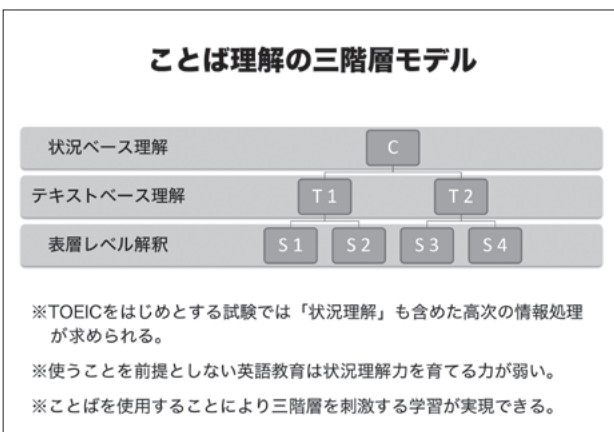 ことば理解の三階層モデル
状況ベース理解 C
テキストベース理解 T 1 T 2
表層レベル解釈 S 1 S 2 S 3 S 4
※TOEICをはじめとする試験では「状況理解」も含めた高次の情報処理
が求められる。
※使うことを前提としない英語教育は状況理解力を育てる力が弱い。
※ことばを使用することにより三階層を刺激する学習が実現できる。